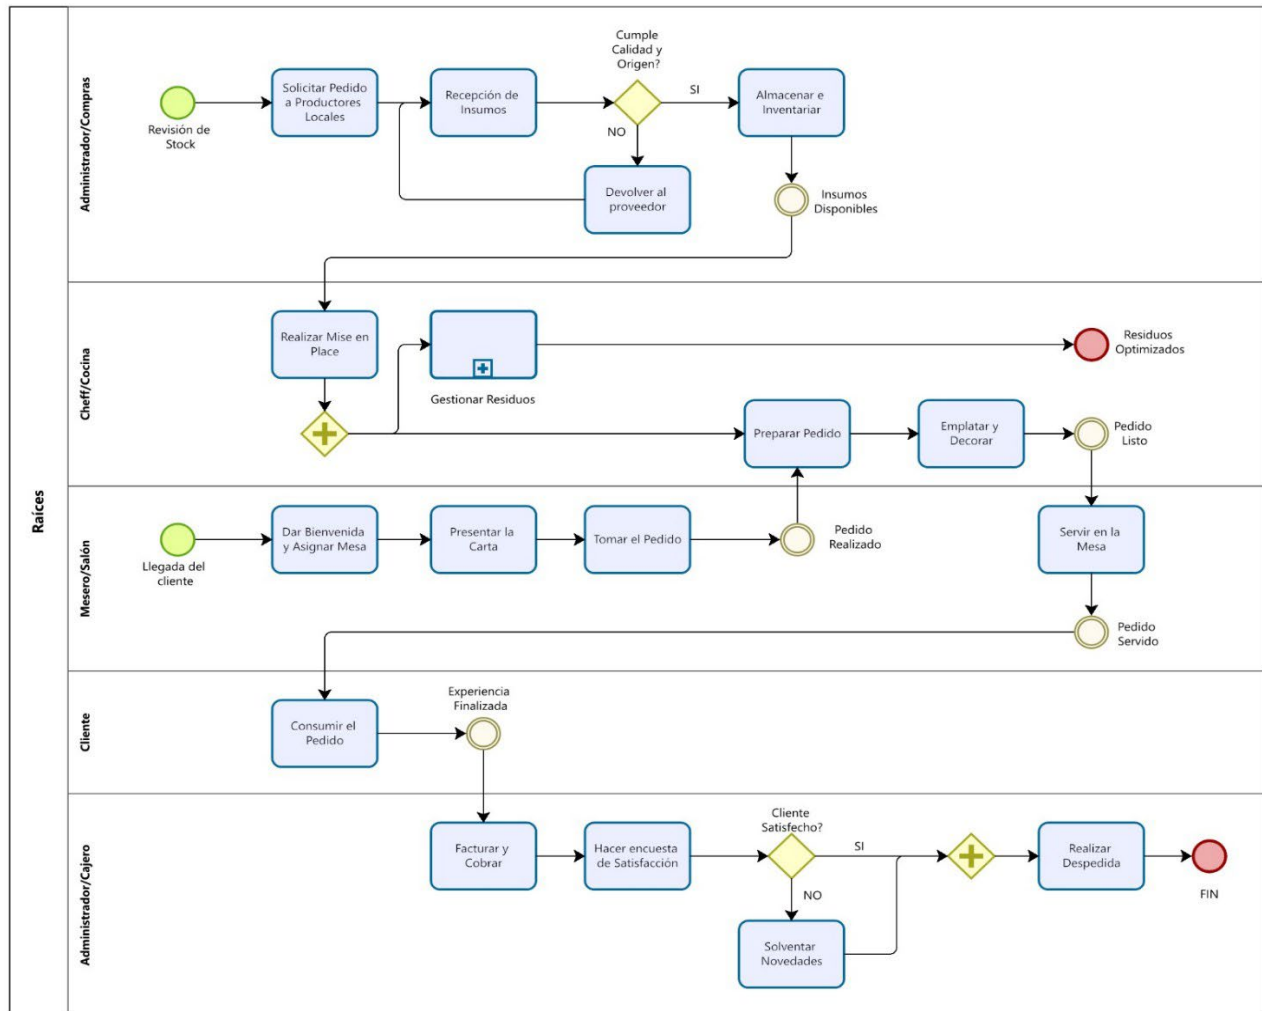 Raíces
Administrador/Compras
Revisión de
Stock
Solicitar Pedido
a Productores
Locales
Recepción de
Insumos
Cumple
Calidad y
Origen?
SI
NO
Devolver al
proveedor
Almacenar e
Inventariar
Insumos
Disponibles
Cheff/Cocina
Realizar Mise en
Place
Gestionar Residuos
Residuos
Optimizados
Preparar Pedido
Emplatar y
Decorar
Pedido
Listo
Mesero/Salón
Llegada del
cliente
Dar Bienvenida
y Asignar Mesa
Presentar la
Carta
Tomar el Pedido
Pedido
Realizado
Servir en la
Mesa
Pedido
Servido
Cliente
Consumir el
Pedido
Experiencia
Finalizada
Administrador/Cajero
Facturar y
Cobrar
Hacer encuesta
de Satisfacción
Cliente
Satisfecho?
SI
NO
Solventar
Novedades
Realizar
Despedida
FIN